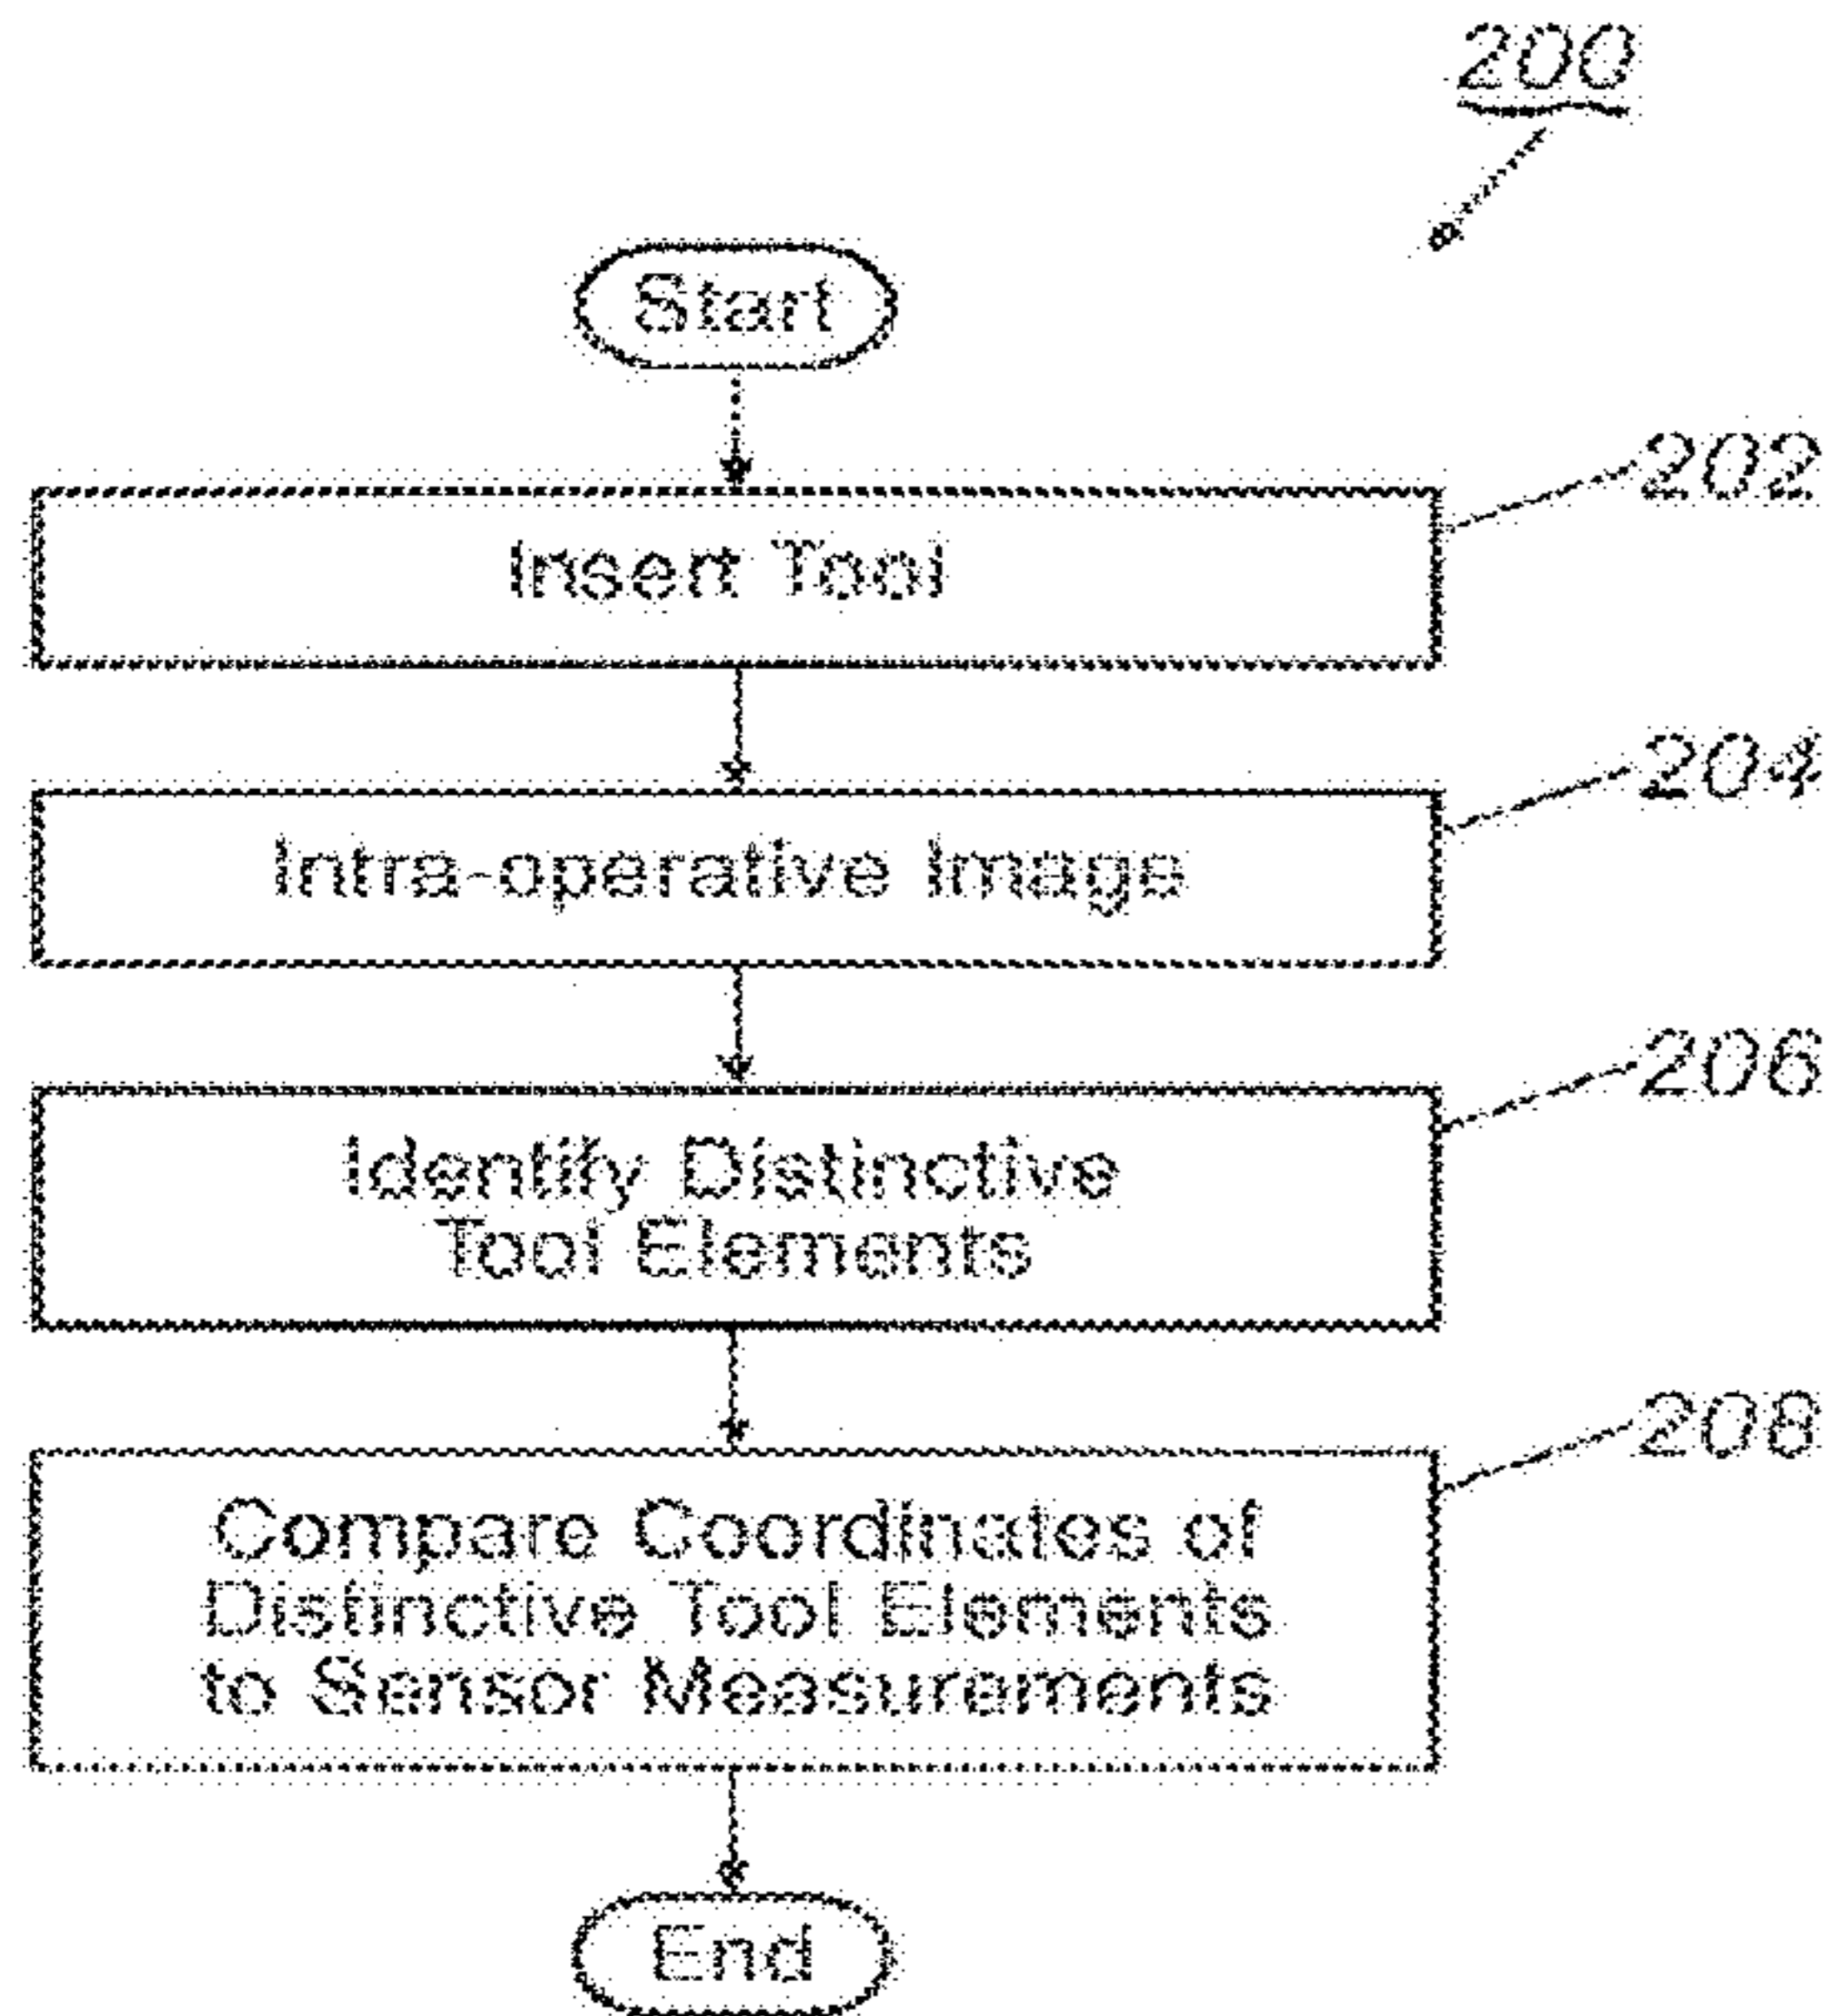 200
Start
202
Insert Tool
204
Intra-operative Image
206
Identify Distinctive
Tool Elements
208
Compare Coordinates of
Distinctive Tool Elements
to Sensor Measurements
End